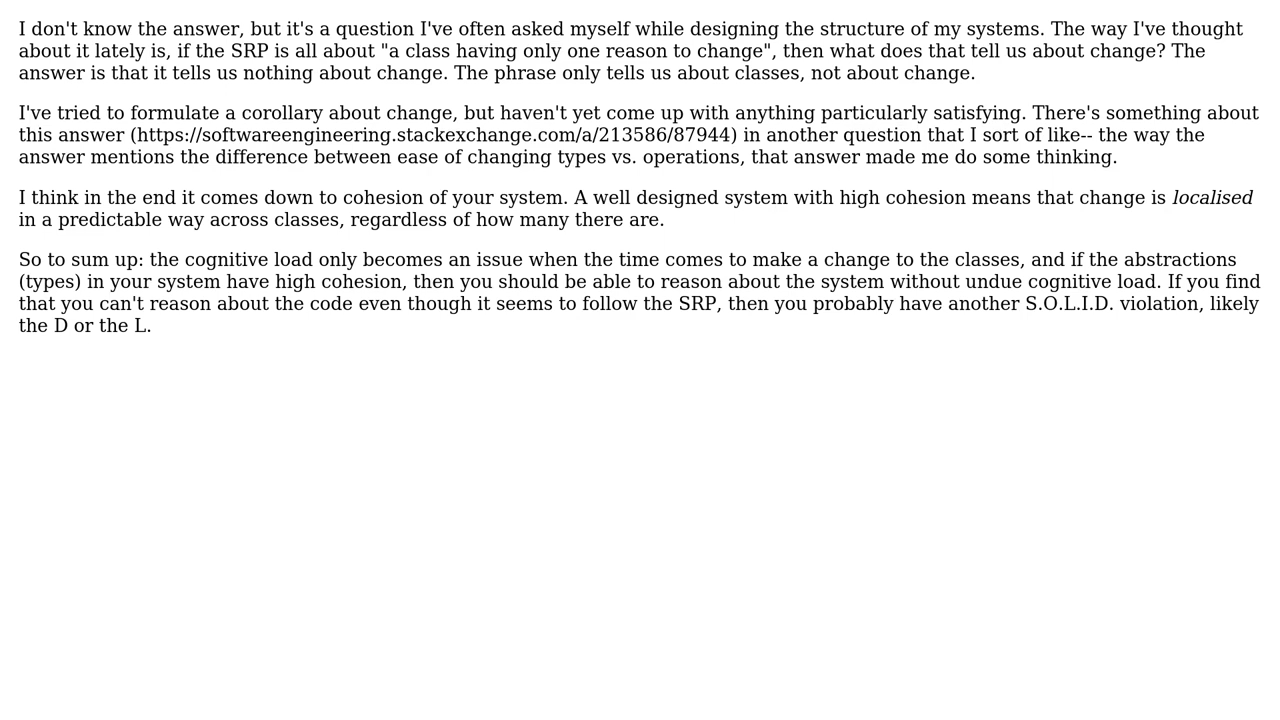 I don't know the answer, but it's a question I've often asked myself while designing the structure of my systems. The way I've thought
about it lately is, if the SRP is all about "a class having only one reason to change", then what does that tell us about change? The
answer is that it tells us nothing about change. The phrase only tells us about classes, not about change.
I've tried to formulate a corollary about change, but haven't yet come up with anything particularly satisfying. There's something about
this answer (https://softwareengineering.stackexchange.com/a/213586/87944) in another question that I sort of like-- the way the
answer mentions the difference between ease of changing types vs. operations, that answer made me do some thinking.
I think in the end it comes down to cohesion of your system. A well designed system with high cohesion means that change is localised
in a predictable way across classes, regardless of how many there are.
So to sum up: the cognitive load only becomes an issue when the time comes to make a change to the classes, and if the abstractions
(types) in your system have high cohesion, then you should be able to reason about the system without undue cognitive load. If you find
that you can't reason about the code even though it seems to follow the SRP, then you probably have another S.O.L.I.D. violation, likely
the D or the L.